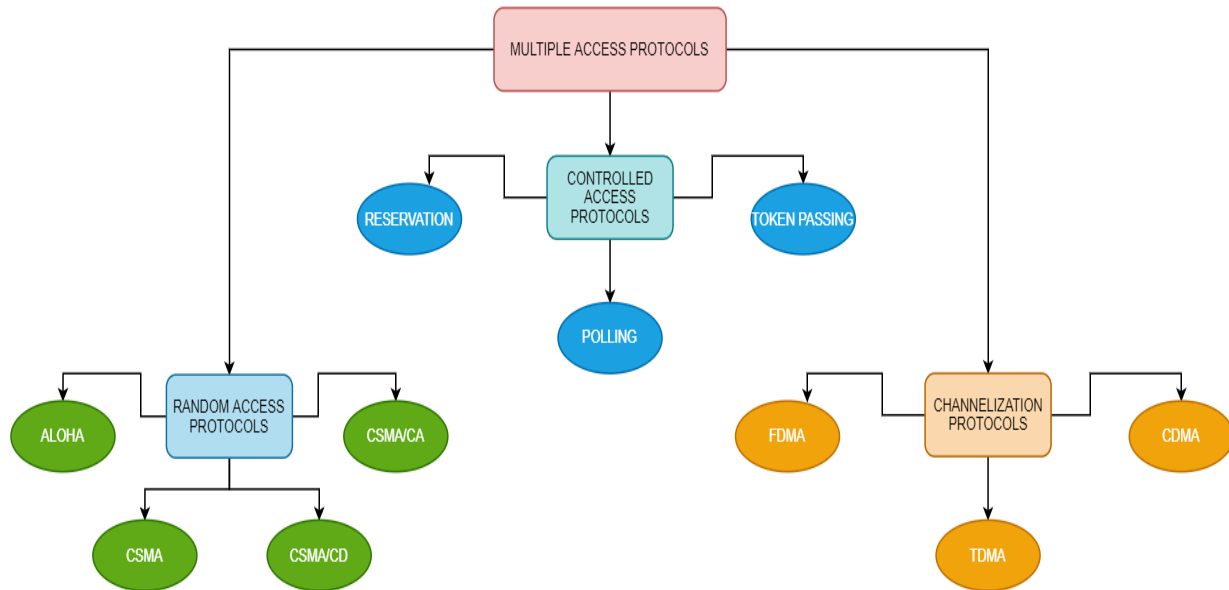 MULTIPLE ACCESS PROTOCOLS
CONTROLLED
ACCESS
PROTOCOLS
RESERVATION
TOKEN PASSING
POLLING
RANDOM ACCESS
PROTOCOLS
ALOHA
CSMA/CA
CSMA
CSMA/CD
CHANNELIZATION
PROTOCOLS
FDMA
CDMA
TDMA